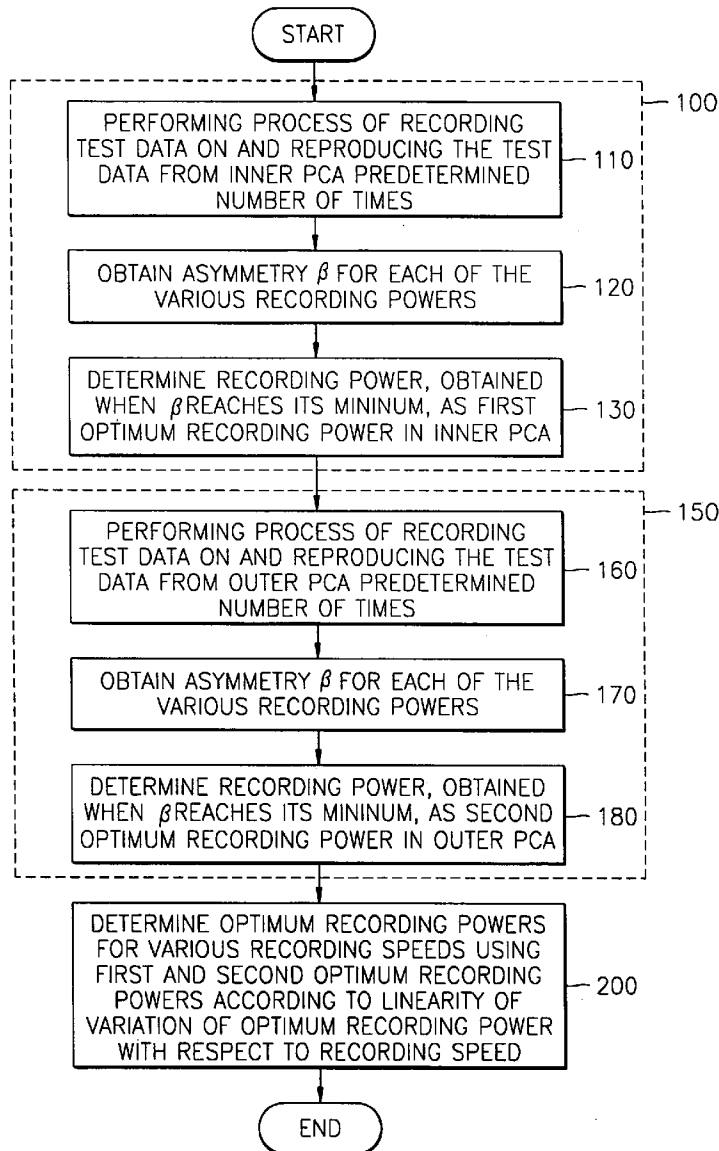 START
100
PERFORMING PROCESS OF RECORDING
TEST DATA ON AND REPRODUCING THE TEST
DATA FROM INNER PCA PREDETERMINED
NUMBER OF TIMES
110
OBTAIN ASYMMETRY β FOR EACH OF THE
VARIOUS RECORDING POWERS
120
DETERMINE RECORDING POWER, OBTAINED
WHEN β REACHES ITS MININUM, AS FIRST
OPTIMUM RECORDING POWER IN INNER PCA
130
150
PERFORMING PROCESS OF RECORDING
TEST DATA ON AND REPRODUCING THE TEST
DATA FROM OUTER PCA PREDETERMINED
NUMBER OF TIMES
160
OBTAIN ASYMMETRY β FOR EACH OF THE
VARIOUS RECORDING POWERS
170
DETERMINE RECORDING POWER, OBTAINED
WHEN β REACHES ITS MININUM, AS SECOND
OPTIMUM RECORDING POWER IN OUTER PCA
180
DETERMINE OPTIMUM RECORDING POWERS
FOR VARIOUS RECORDING SPEEDS USING
FIRST AND SECOND OPTIMUM RECORDING
POWERS ACCORDING TO LINEARITY OF
VARIATION OF OPTIMUM RECORDING POWER
WITH RESPECT TO RECORDING SPEED
200
END